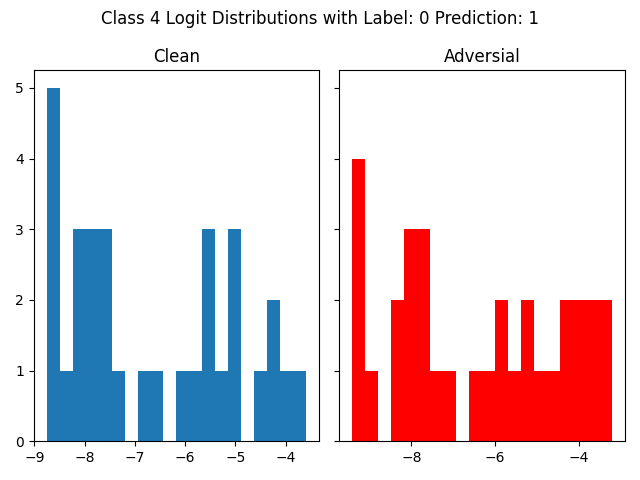 Class 4 Logit Distributions with Label: 0 Prediction: 1
Clean
Adversial
5
4
3
2
1
0
−9 −8 −7 −6 −5 −4
−8 −6 −4